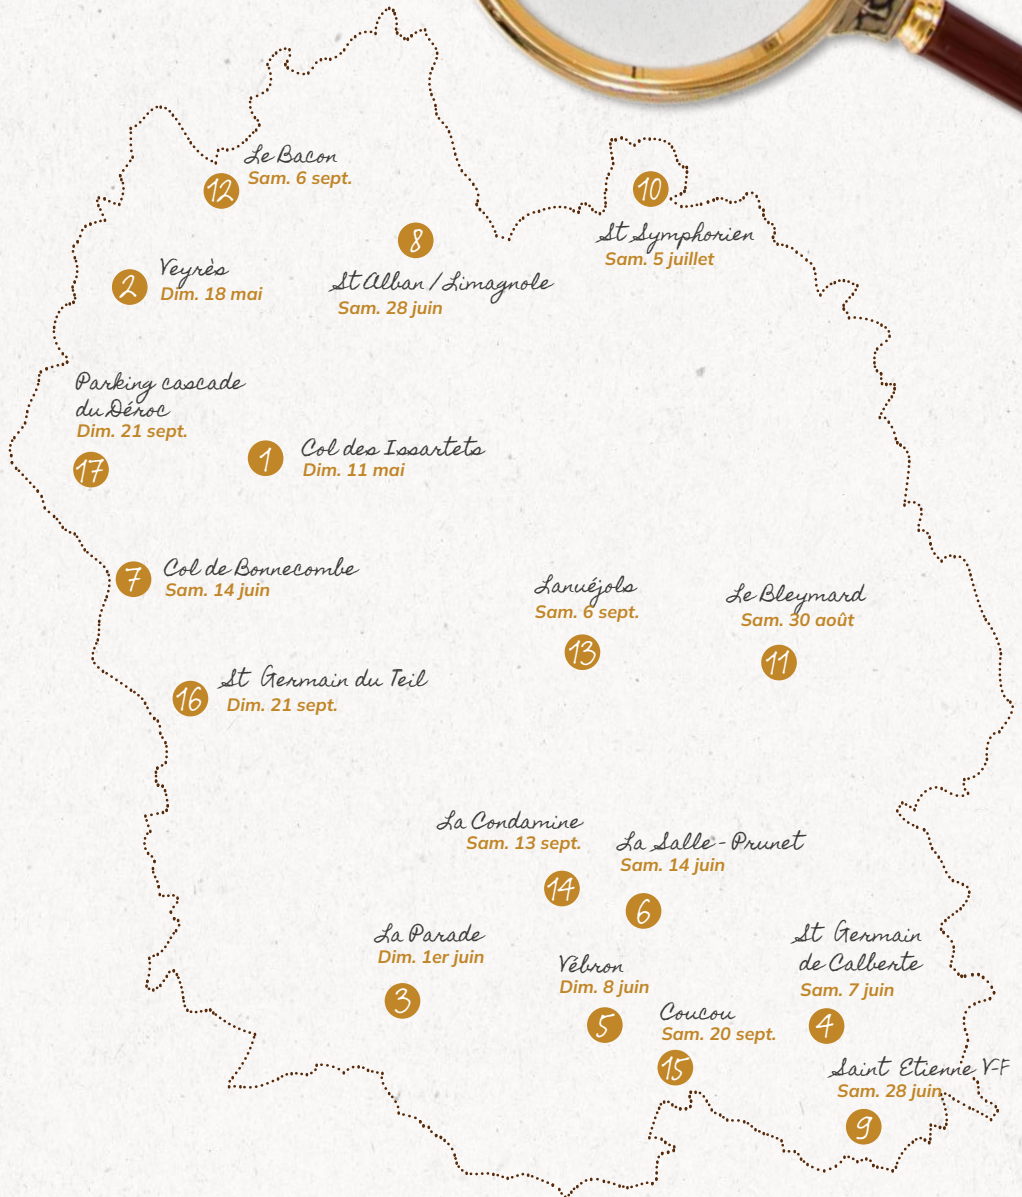 Le Bacon
12
Sam. 6 sept.
10
St Symphorien
Sam. 5 juillet
8
St Alban / Limagnole
Sam. 28 juin
2
Veyrès
Dim. 18 mai
Parking cascade
du Déroc
Dim. 21 sept.
17
1
Col des Issartets
Dim. 11 mai
7
Col de Bonnecombe
Sam. 14 juin
Lanuéjols
Sam. 6 sept.
13
Le Bleymard
Sam. 30 août
11
16
St Germain du Teil
Dim. 21 sept.
La Condamine
Sam. 13 sept.
14
La Salle - Prunet
Sam. 14 juin
6
La Parade
Dim. 1er juin
3
Vébron
Dim. 8 juin
5
St Germain
de Calberte
Sam. 7 juin
4
Coucou
Sam. 20 sept.
15
Saint Etienne V-F
Sam. 28 juin
9